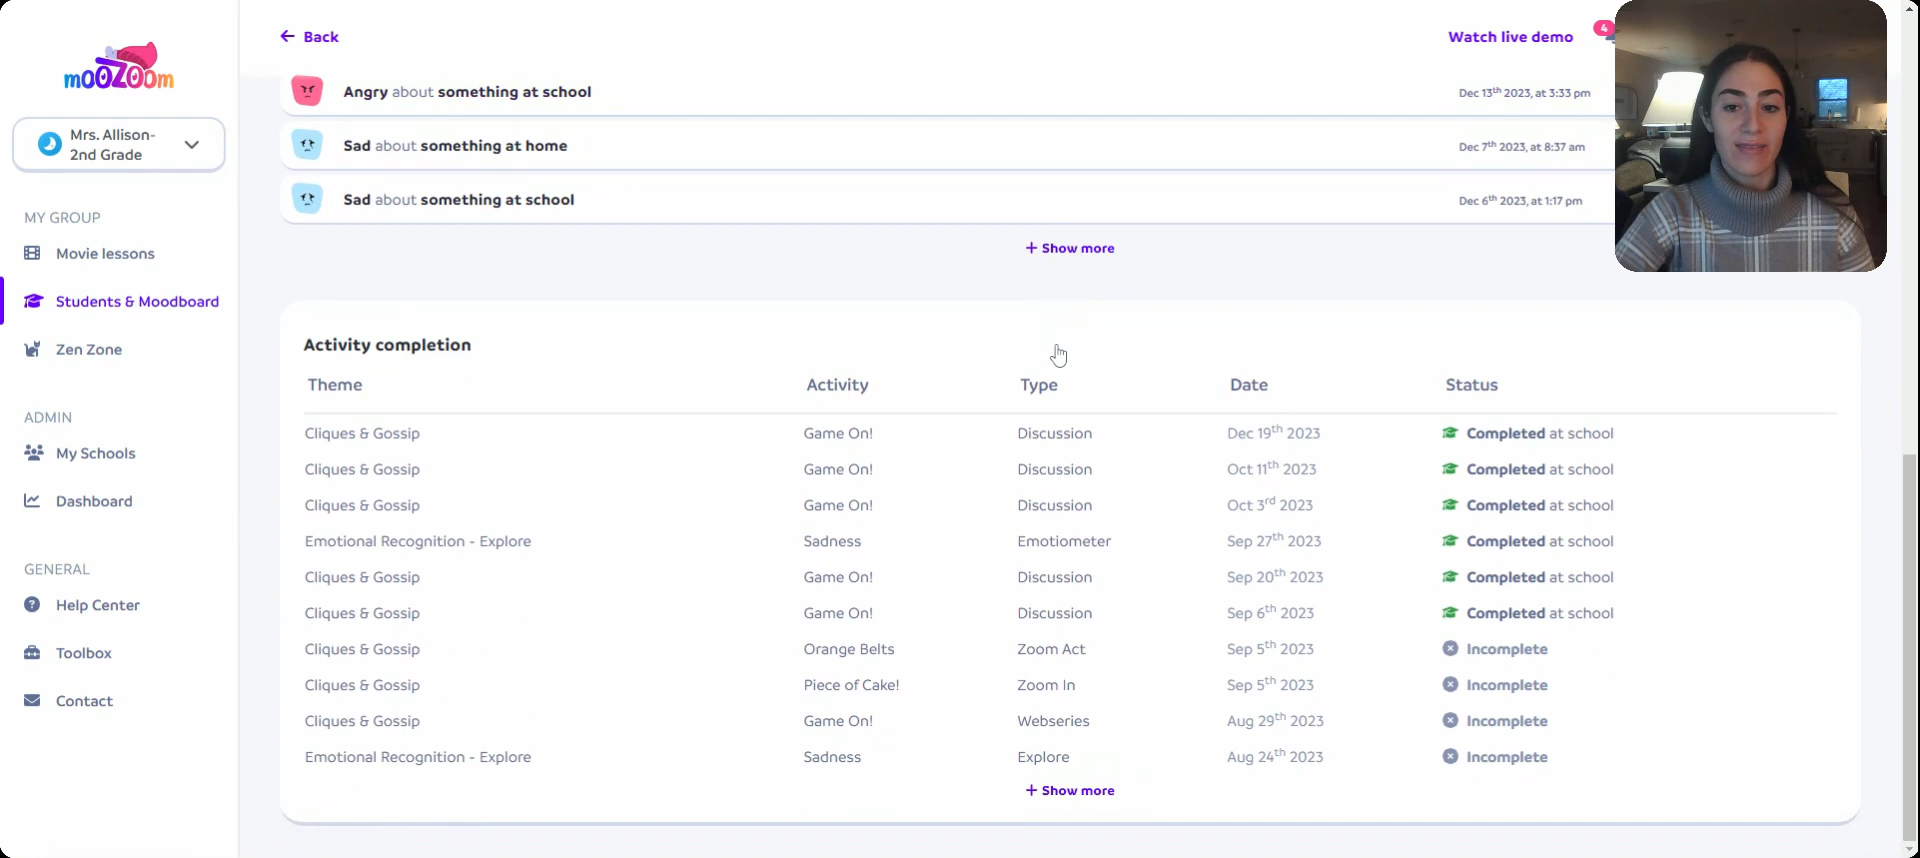 mooZoom
Mrs. Allison-
2nd Grade
MY GROUP
Movie lessons
Students & Moodboard
Zen Zone
ADMIN
My Schools
Dashboard
GENERAL
Help Center
Toolbox
Contact
Back
Watch live demo
4
Angry about something at school Dec 13th 2023, at 3:33 pm
Sad about something at home Dec 7th 2023, at 8:37 am
Sad about something at school Dec 6th 2023, at 1:17 pm
+ Show more
Activity completion
Theme Activity Type Date Status
Cliques & Gossip Game On! Discussion Dec 19th 2023 Completed at school
Cliques & Gossip Game On! Discussion Oct 11th 2023 Completed at school
Cliques & Gossip Game On! Discussion Oct 3rd 2023 Completed at school
Emotional Recognition - Explore Sadness Emotiometer Sep 27th 2023 Completed at school
Cliques & Gossip Game On! Discussion Sep 20th 2023 Completed at school
Cliques & Gossip Game On! Discussion Sep 6th 2023 Completed at school
Cliques & Gossip Orange Belts Zoom Act Sep 5th 2023 Incomplete
Cliques & Gossip Piece of Cake! Zoom In Sep 5th 2023 Incomplete
Cliques & Gossip Game On! Webseries Aug 29th 2023 Incomplete
Emotional Recognition - Explore Sadness Explore Aug 24th 2023 Incomplete
+ Show more